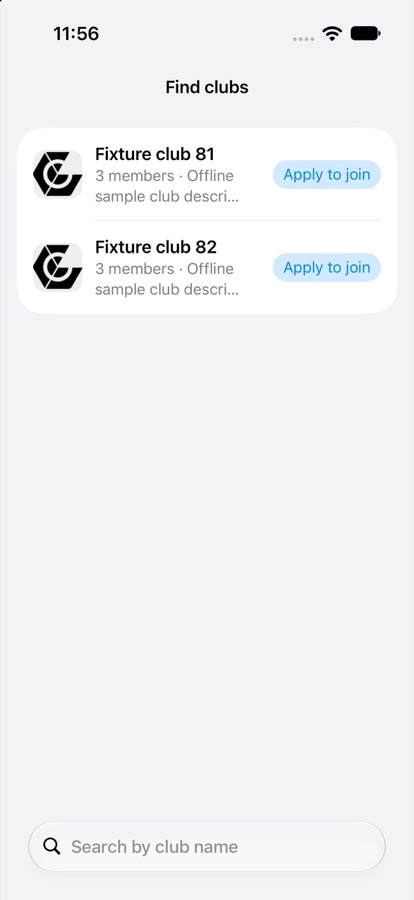 11:56
Find clubs
Fixture club 81
3 members · Offline
sample club descri...
Apply to join
Fixture club 82
3 members · Offline
sample club descri...
Apply to join
Search by club name